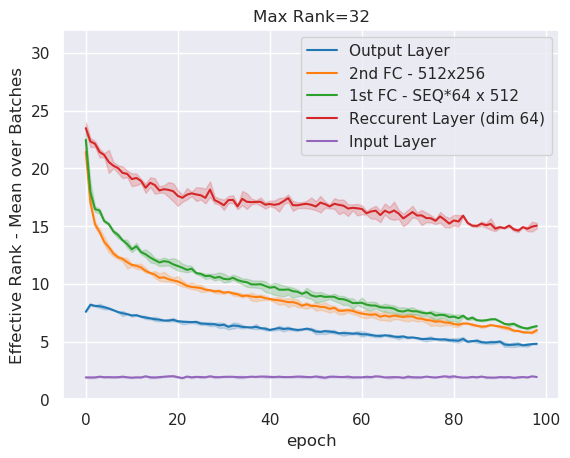 Max Rank=32
Effective Rank - Mean over Batches
30
25
20
15
10
5
0
Output Layer
2nd FC - 512x256
1st FC - SEQ*64 x 512
Reccurent Layer (dim 64)
Input Layer
0 20 40 60 80 100
epoch